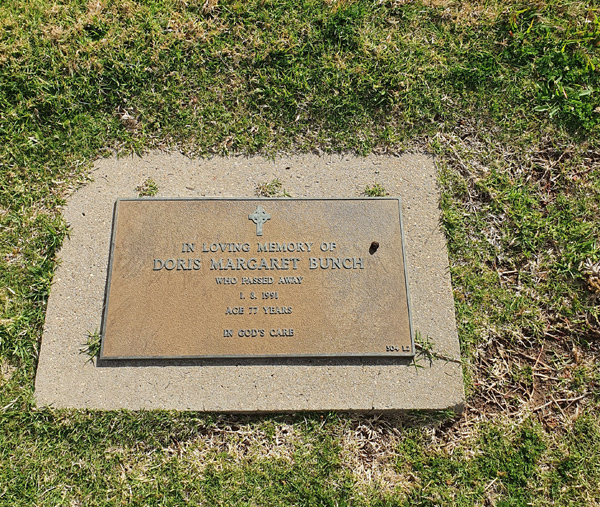 IN LOVING MEMORY OF
DORIS MARGARET BUNCH
WHO PASSED AWAY
1. 8. 1991
AGE 77 YEARS
IN GOD'S CARE